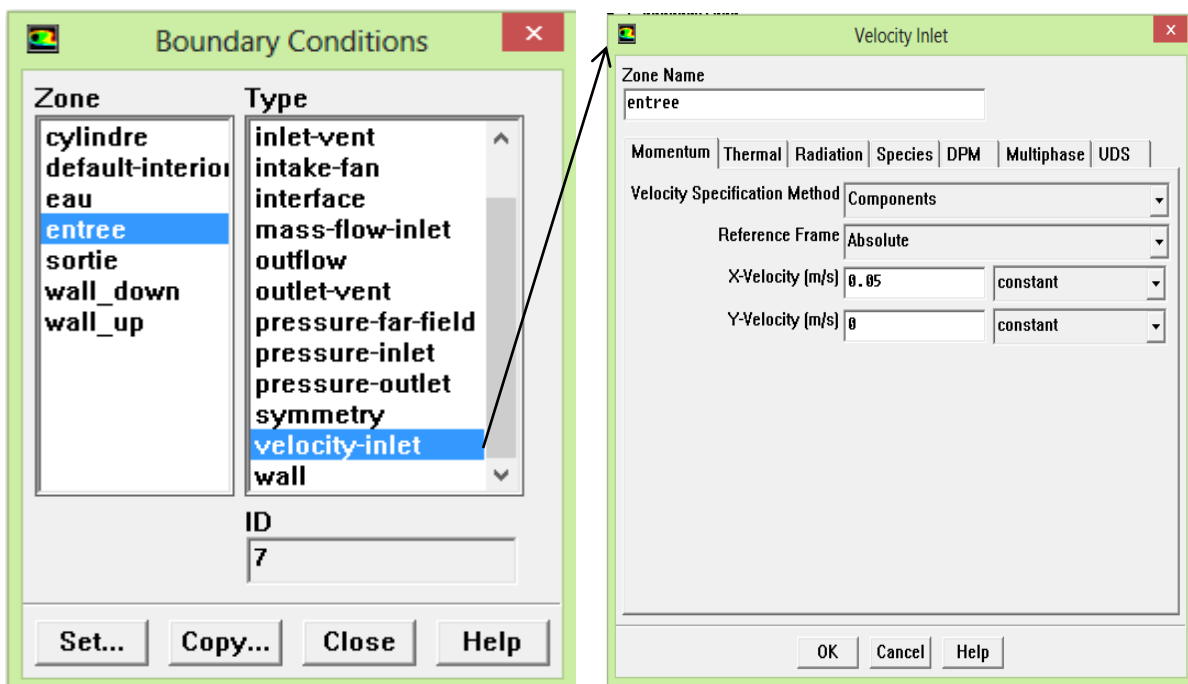 Boundary Conditions
Zone
Type
cylindre
default-interior
eau
entree
sortie
wall_down
wall_up
inlet-vent
intake-fan
interface
mass-flow-inlet
outflow
outlet-vent
pressure-far-field
pressure-inlet
pressure-outlet
symmetry
velocity-inlet
wall
ID
7
Set... Copy... Close Help
Velocity Inlet
Zone Name
entree
Momentum Thermal Radiation Species DPM Multiphase UDS
Velocity Specification Method Components
Reference Frame Absolute
X-Velocity (m/s) 0.05 constant
Y-Velocity (m/s) 0 constant
OK Cancel Help